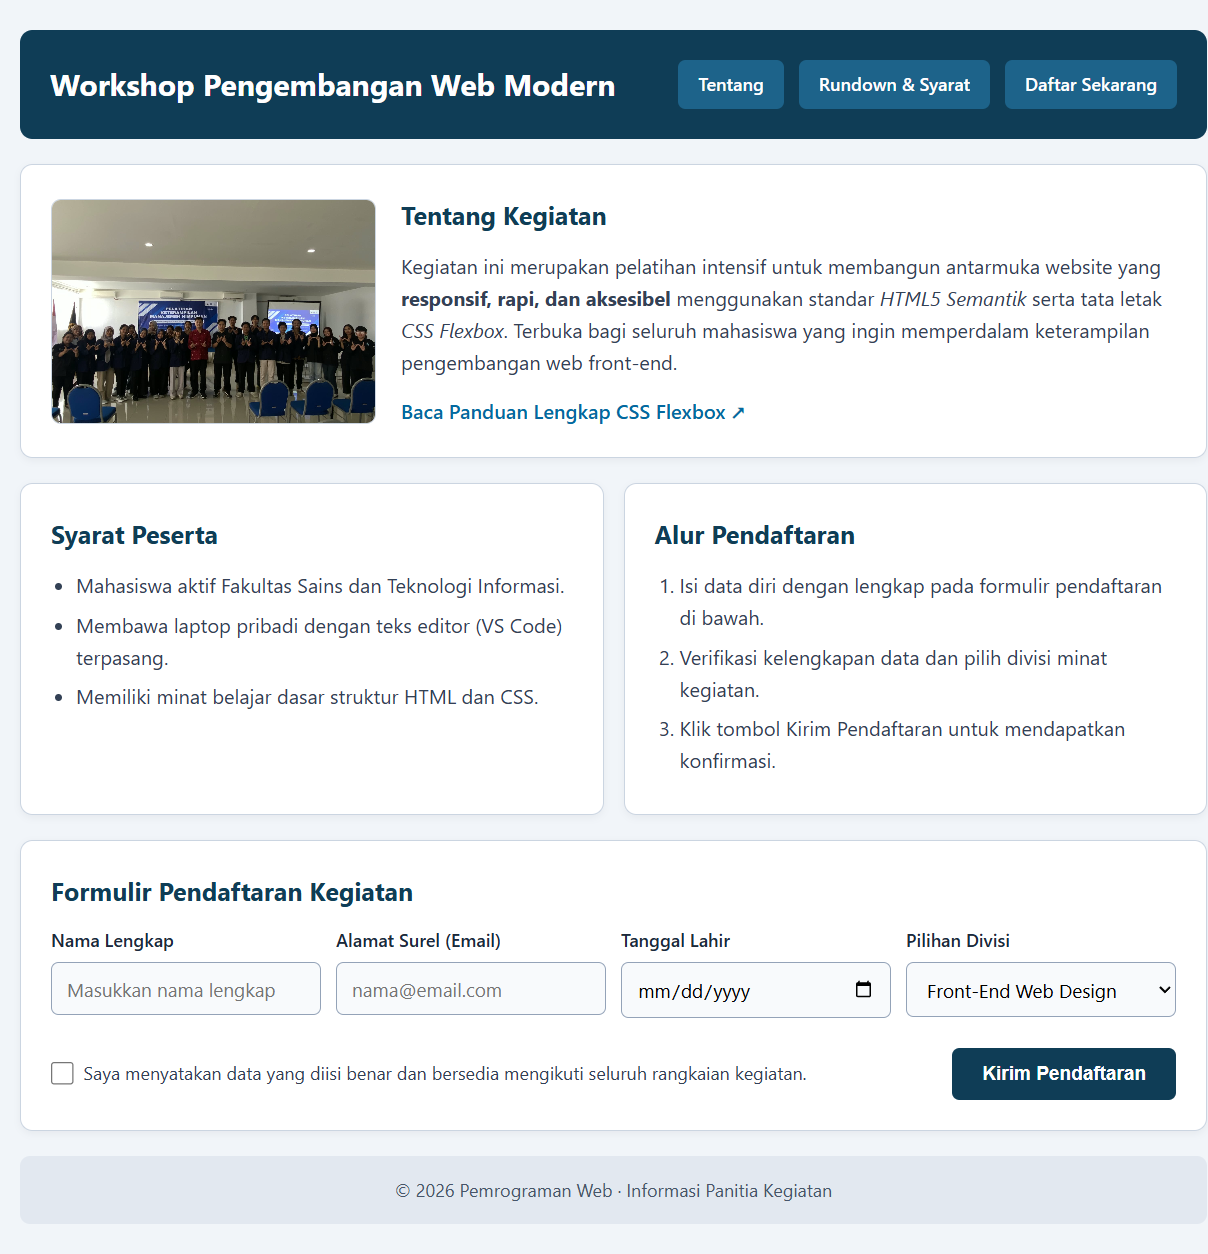 Workshop Pengembangan Web Modern
Tentang
Rundown & Syarat
Daftar Sekarang
PELATIHAN
KETERAMPILAN
MANAJEMEN HIMPUNAN
Tentang Kegiatan
Kegiatan ini merupakan pelatihan intensif untuk membangun antarmuka website yang
responsif, rapi, dan aksesibel menggunakan standar HTML5 Semantik serta tata letak
CSS Flexbox. Terbuka bagi seluruh mahasiswa yang ingin memperdalam keterampilan
pengembangan web front-end.
Baca Panduan Lengkap CSS Flexbox ↗
Syarat Peserta
• Mahasiswa aktif Fakultas Sains dan Teknologi Informasi.
• Membawa laptop pribadi dengan teks editor (VS Code)
terpasang.
• Memiliki minat belajar dasar struktur HTML dan CSS.
Alur Pendaftaran
1. Isi data diri dengan lengkap pada formulir pendaftaran
di bawah.
2. Verifikasi kelengkapan data dan pilih divisi minat
kegiatan.
3. Klik tombol Kirim Pendaftaran untuk mendapatkan
konfirmasi.
Formulir Pendaftaran Kegiatan
Nama Lengkap
Masukkan nama lengkap
Alamat Surel (Email)
nama@email.com
Tanggal Lahir
mm/dd/yyyy
Pilihan Divisi
Front-End Web Design
Saya menyatakan data yang diisi benar dan bersedia mengikuti seluruh rangkaian kegiatan.
Kirim Pendaftaran
© 2026 Pemrograman Web · Informasi Panitia Kegiatan